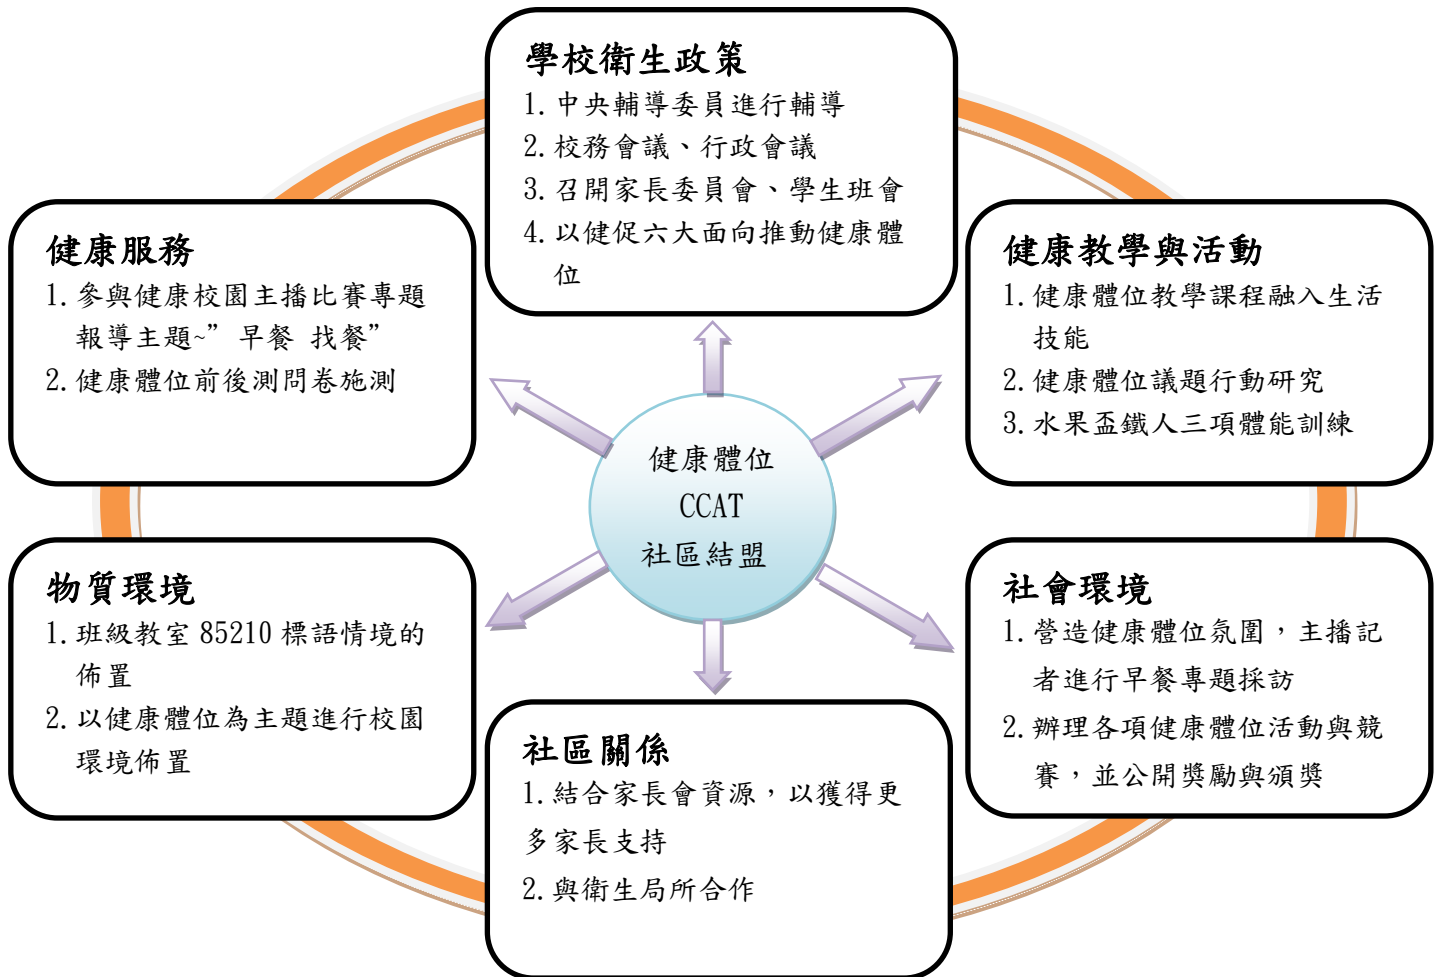 學校衛生政策
1. 中央輔導委員進行輔導
2. 校務會議、行政會議
3. 召開家長委員會、學生班會
4. 以健促六大面向推動健康體
位
健康服務
1. 參與健康校園主播比賽專題
報導主題~”早餐 找餐”
2. 健康體位前後測問卷施測
健康教學與活動
1. 健康體位教學課程融入生活
技能
2. 健康體位議題行動研究
3. 水果盃鐵人三項體能訓練
健康體位
CCAT
社區結盟
物質環境
1. 班級教室 85210 標語情境的
佈置
2. 以健康體位為主題進行校園
環境佈置
社會環境
1. 營造健康體位氛圍，主播記
者進行早餐專題採訪
2. 辦理各項健康體位活動與競
賽，並公開獎勵與頒獎
社區關係
1. 結合家長會資源，以獲得更
多家長支持
2. 與衛生局所合作